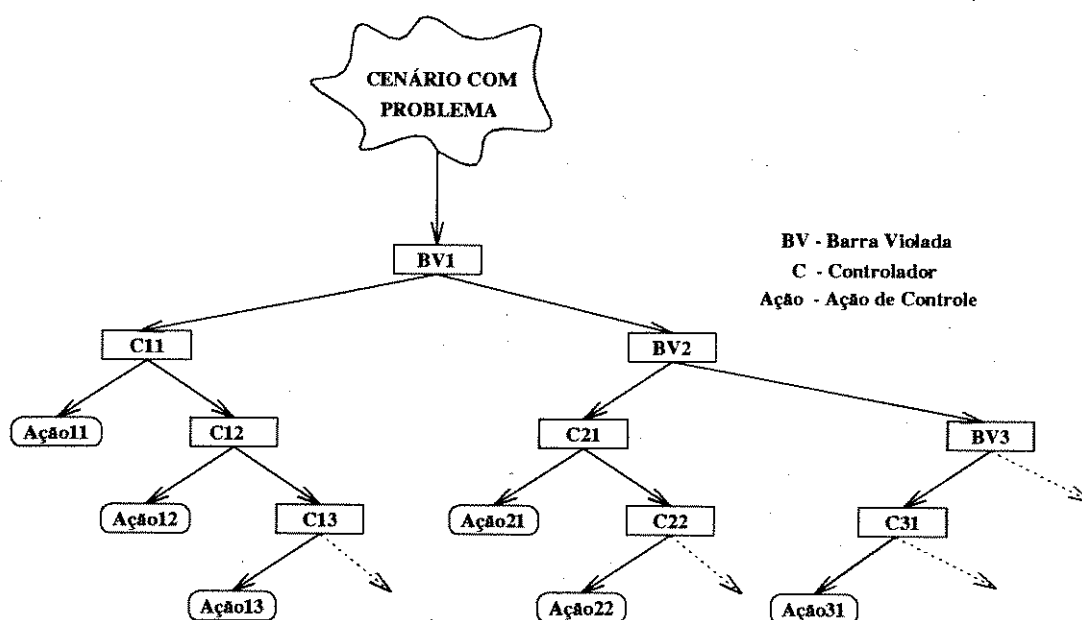 CENÁRIO COM
PROBLEMA
BV1
BV - Barra Violada
C - Controlador
Ação - Ação de Controle
C11
BV2
Ação11
C12
C21
BV3
Ação12
C13
Ação21
C22
C31
Ação13
Ação22
Ação31